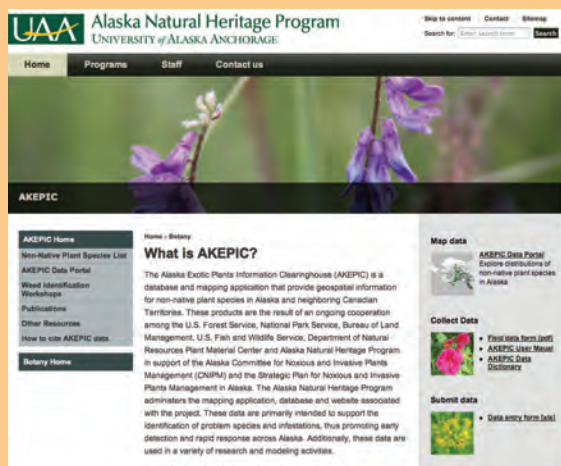 UAA
Alaska Natural Heritage Program
UNIVERSITY of ALASKA ANCHORAGE
Skip to content Contact Sitemap
Search for: Enter search term Search
Home Programs Staff Contact us
AKEPIC
AKEPIC Home
Non-Native Plant Species List
AKEPIC Data Portal
Weed Identification
Workshops
Publications
Other Resources
How to cite AKEPIC data
Botany Home
Home » Botany
What is AKEPIC?
The Alaska Exotic Plants Information Clearinghouse (AKEPIC) is a
database and mapping application that provide geospatial information
for non-native plant species in Alaska and neighboring Canadian
Territories. These products are the result of an ongoing cooperation
among the U.S. Forest Service, National Park Service, Bureau of Land
Management, U.S. Fish and Wildlife Service, Department of Natural
Resources Plant Material Center and Alaska Natural Heritage Program
in support of the Alaska Committee for Noxious and Invasive Plants
Management (CNIPM) and the Strategic Plan for Noxious and Invasive
Plants Management in Alaska. The Alaska Natural Heritage Program
administers the mapping application, database and website associated
with the project. These data are primarily intended to support the
identification of problem species and infestations, thus promoting early
detection and rapid response across Alaska. Additionally, these data are
used in a variety of research and modeling activities.
Map data
AKEPIC Data Portal
Explore distributions of
non-native plant species
in Alaska
Collect Data
Field data form (pdf)
AKEPIC User Maual
AKEPIC Data
Dictionary
Submit data
Data entry form [xls]